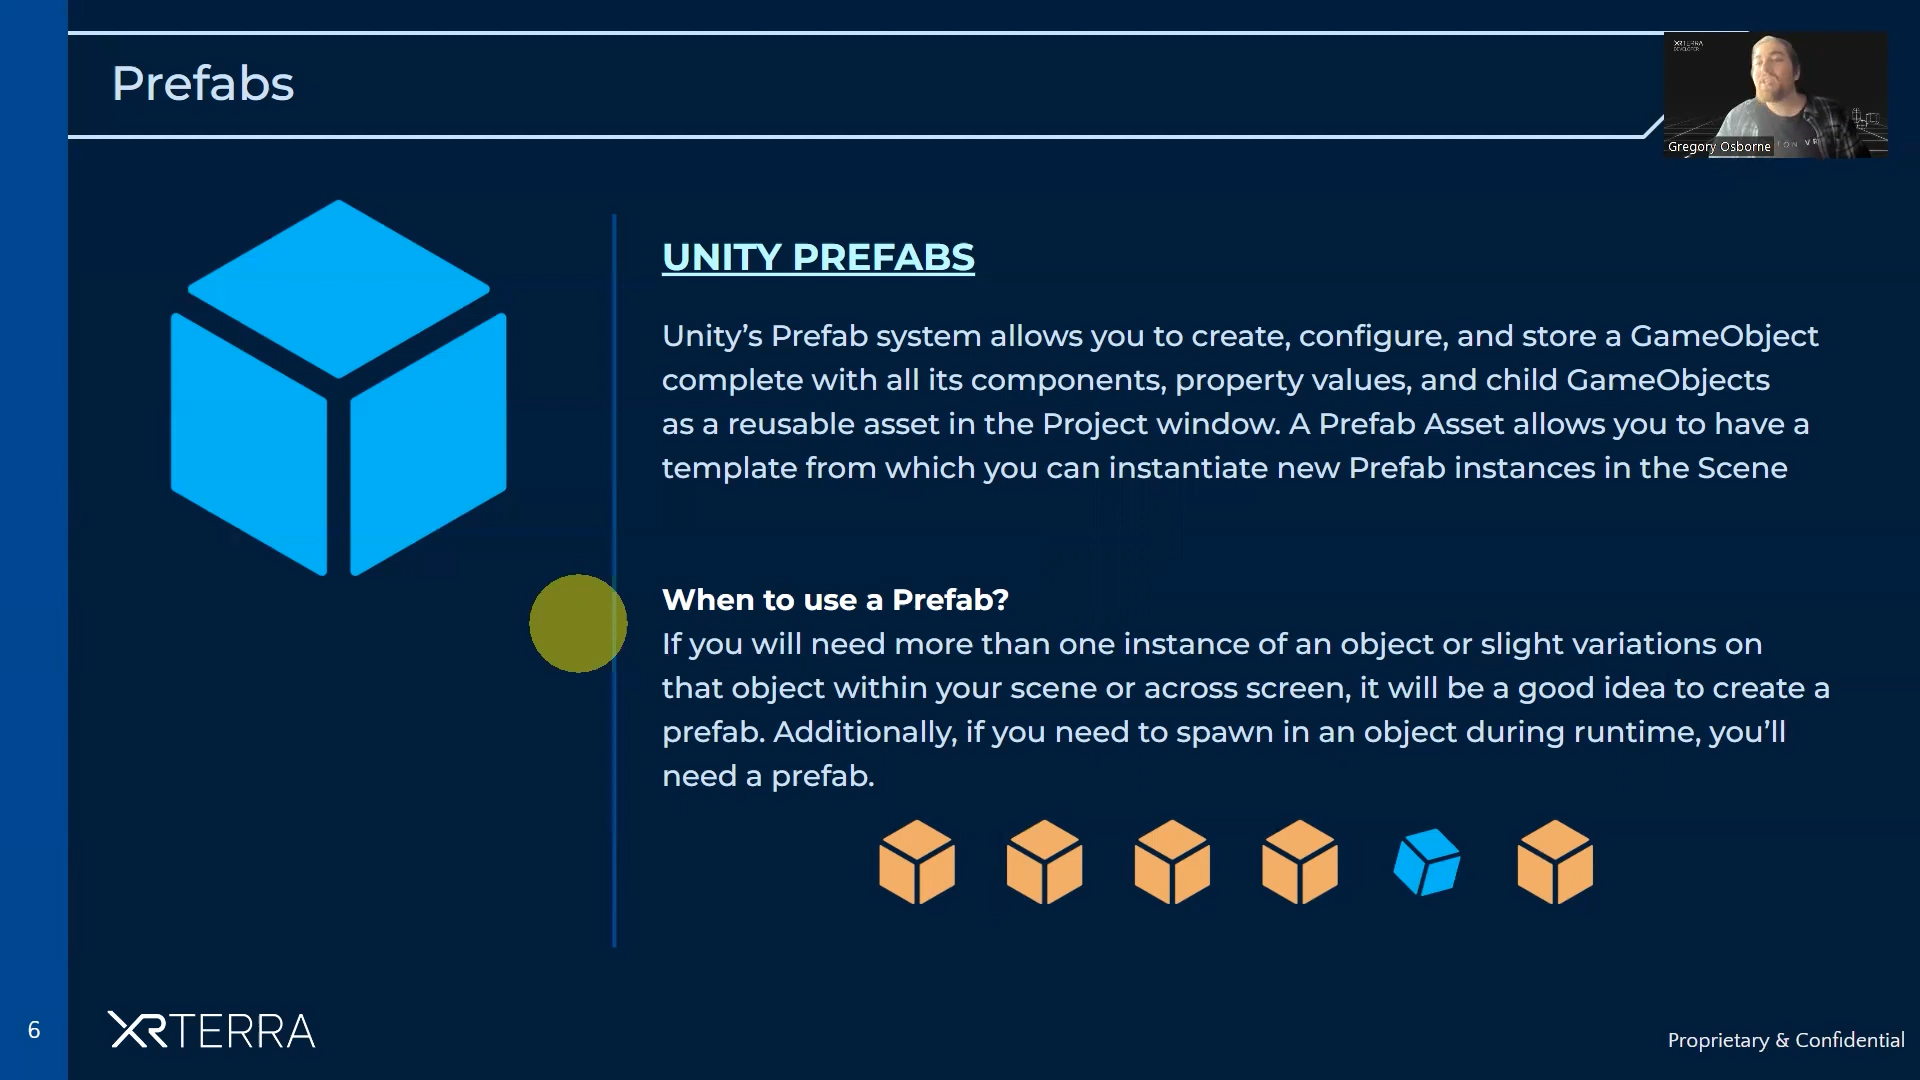 Prefabs
XRTERRA
DEVELOPER
Gregory Osborne
TON VR
UNITY PREFABS
Unity’s Prefab system allows you to create, configure, and store a GameObject
complete with all its components, property values, and child GameObjects
as a reusable asset in the Project window. A Prefab Asset allows you to have a
template from which you can instantiate new Prefab instances in the Scene
When to use a Prefab?
If you will need more than one instance of an object or slight variations on
that object within your scene or across screen, it will be a good idea to create a
prefab. Additionally, if you need to spawn in an object during runtime, you’ll
need a prefab.
6
XRTERRA
Proprietary & Confidential